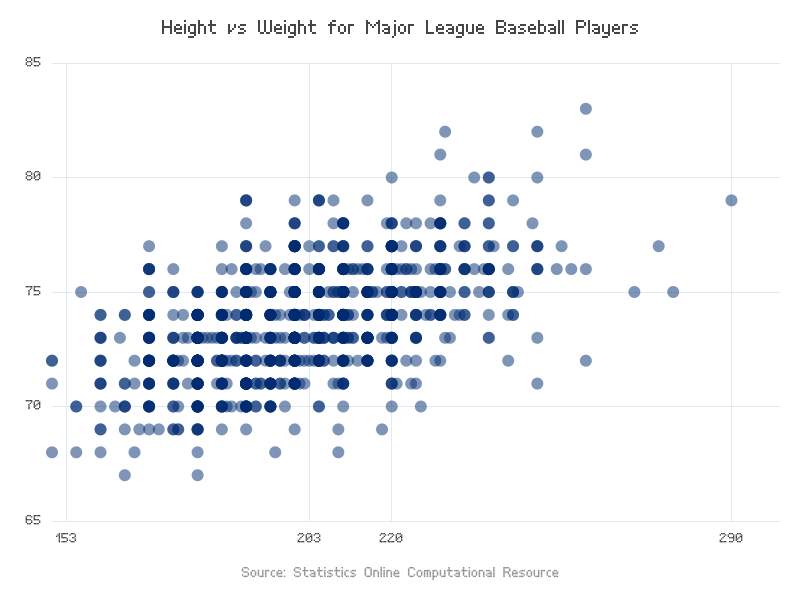 Height vs Weight for Major League Baseball Players
85
80
75
70
65
153 203 220 290
Source: Statistics Online Computational Resource